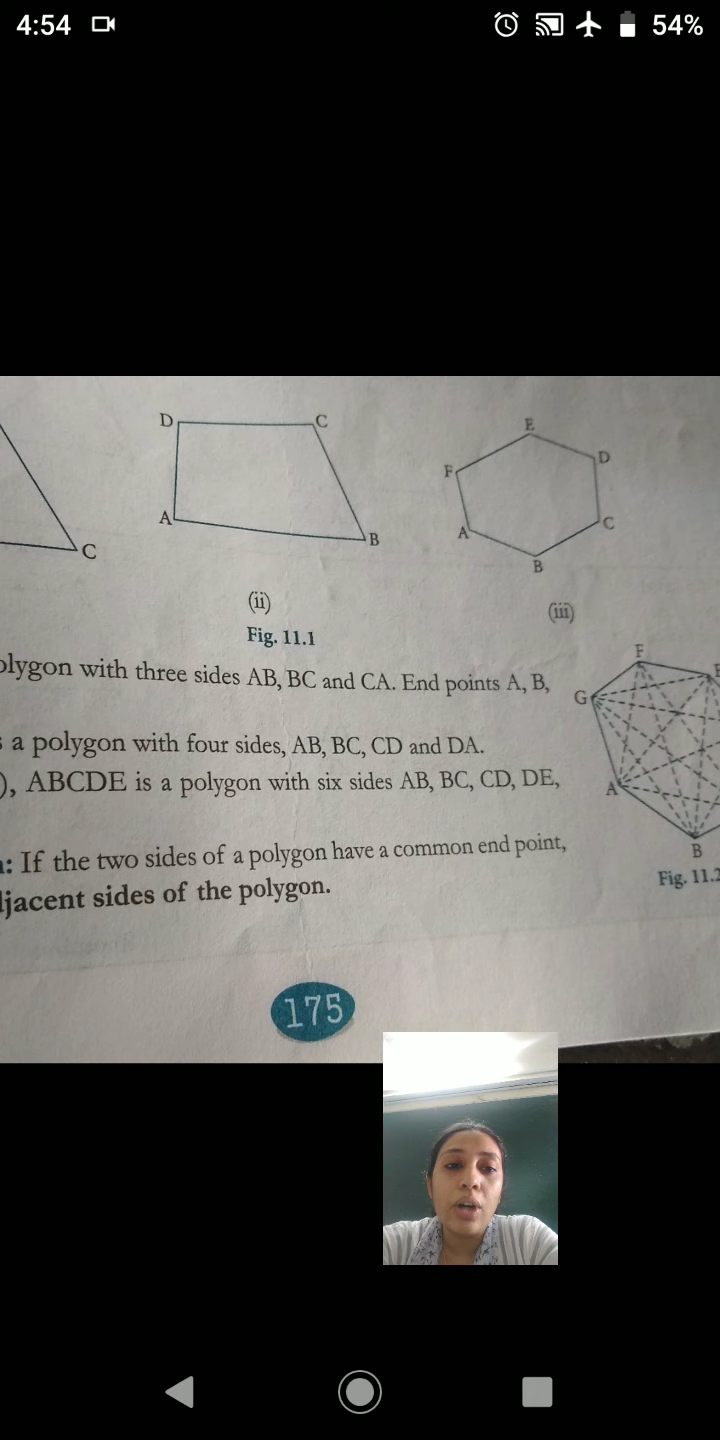 4:54
54%
D
C
A
B
C
E
F
D
A
C
B
(ii)
(iii)
Fig. 11.1
olygon with three sides AB, BC and CA. End points A, B,
F
G
a polygon with four sides, AB, BC, CD and DA.
), ABCDE is a polygon with six sides AB, BC, CD, DE,
A
B
: If the two sides of a polygon have a common end point,
Fig. 11.2
djacent sides of the polygon.
175